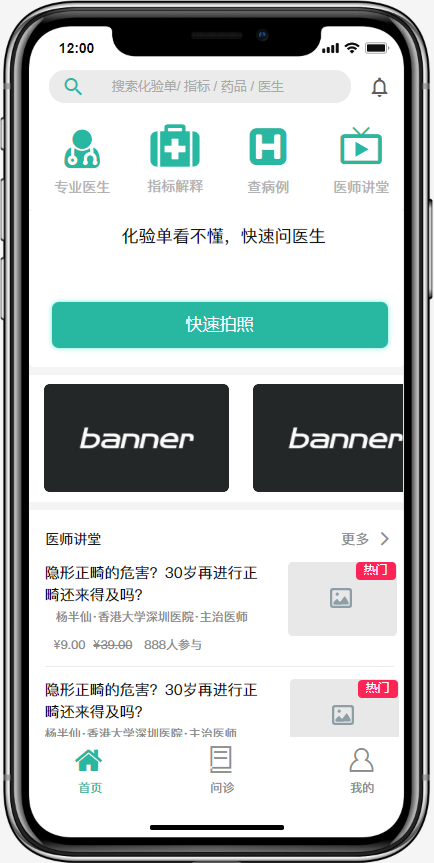 12:00
搜索化验单/ 指标 / 药品 / 医生
专业医生 指标解释 查病例 医师讲堂
化验单看不懂，快速问医生
快速拍照
banner banner
医师讲堂 更多
热门
隐形正畸的危害？30岁再进行正
畸还来得及吗?
杨半仙·香港大学深圳医院·主治医师
¥9.00 ¥39.00 888人参与
热门
隐形正畸的危害？30岁再进行正
畸还来得及吗?
杨半仙·香港大学深圳医院·主治医师
首页 问诊 我的